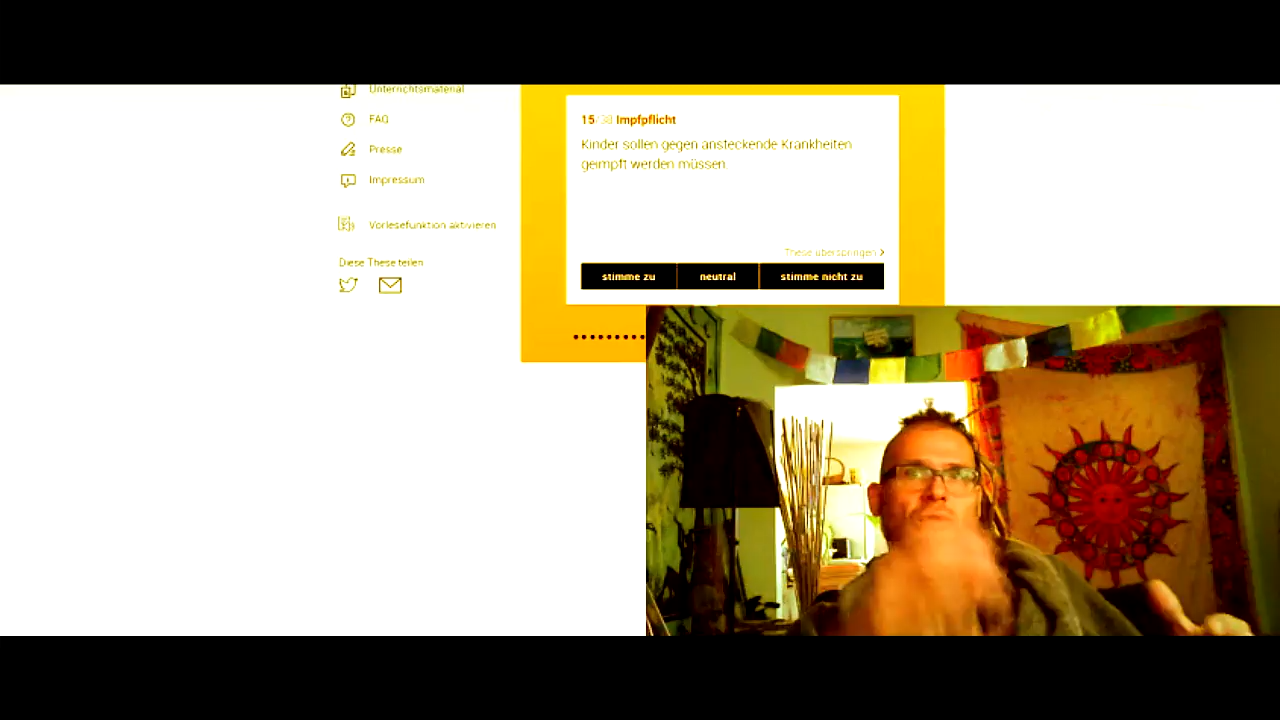 Unterrichtsmaterial
FAQ
Presse
Impressum
Vorlesefunktion aktivieren
Diese These teilen
15/38 Impfpflicht
Kinder sollen gegen ansteckende Krankheiten
geimpft werden müssen.
These überspringen
stimme zu
neutral
stimme nicht zu